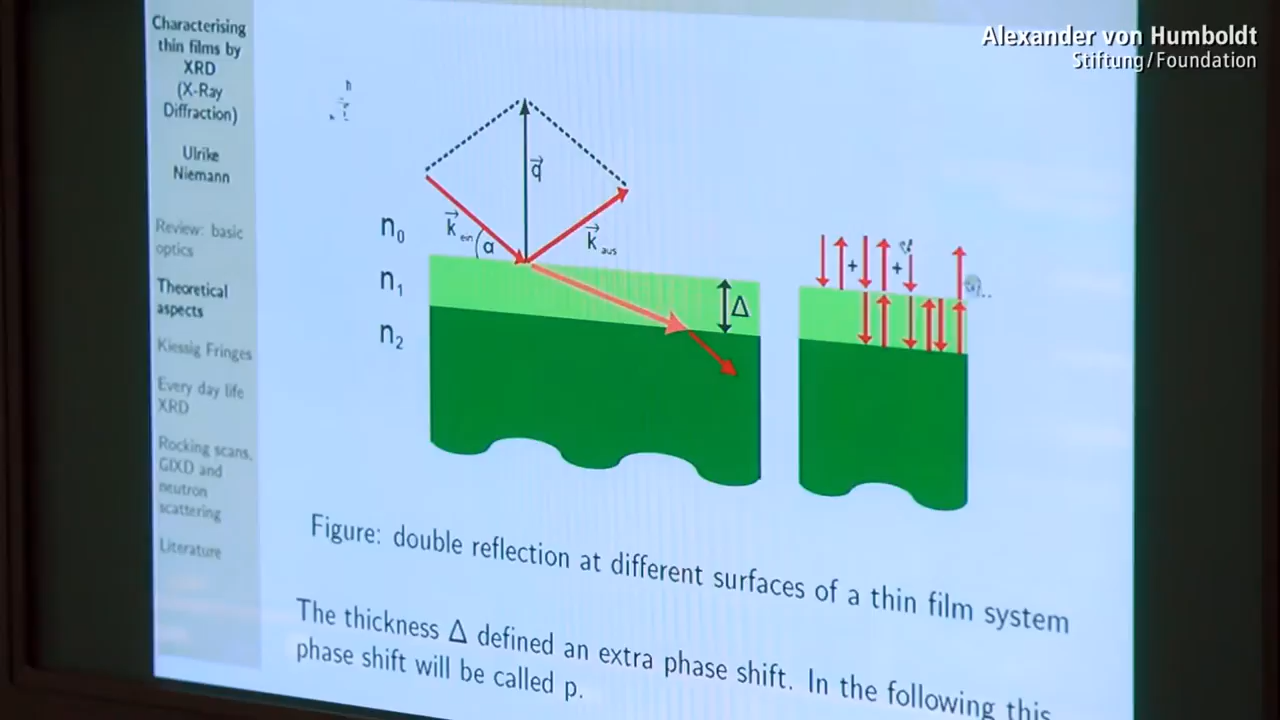 Alexander von Humboldt
Stiftung/Foundation
Characterising
thin films by
XRD
(X-Ray
Diffraction)
Ulrike
Niemann
Review: basic
optics
Theoretical
aspects
Kiessig Fringes
Every day life
XRD
Rocking scans,
GIXD and
neutron
scattering
Literature
q
k ein
α
k aus
n0
n1
n2
Δ
+
+
Figure: double reflection at different surfaces of a thin film system
The thickness Δ defined an extra phase shift. In the following this
phase shift will be called p.